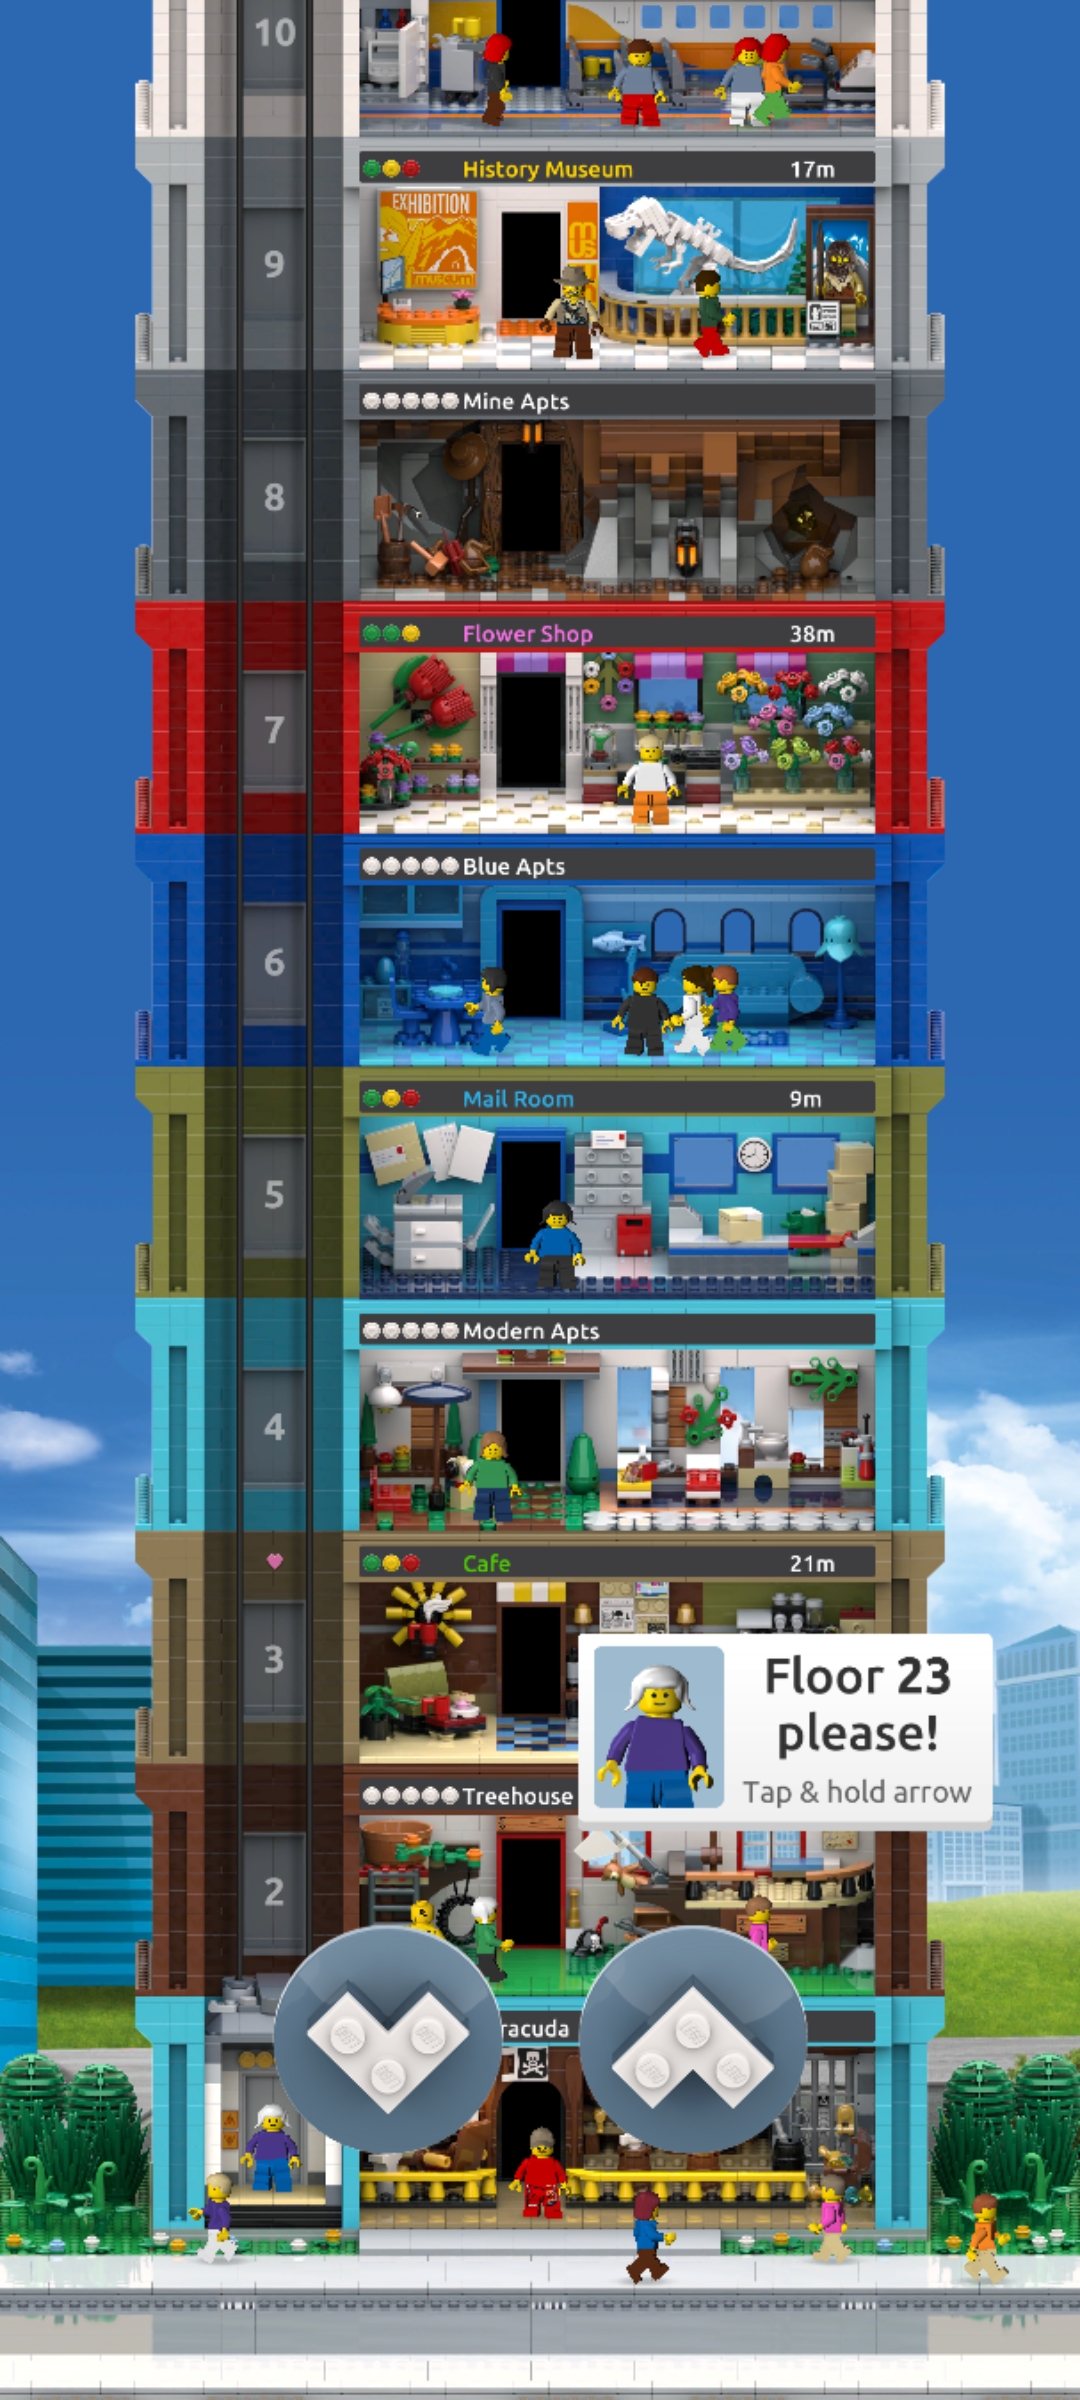 10
History Museum 17m
EXHIBITION
museum
9
Mine Apts
8
Flower Shop 38m
7
Blue Apts
6
Mail Room 9m
5
Modern Apts
4
Cafe 21m
3
Floor 23
please!
Tap & hold arrow
Treehouse
2
racuda